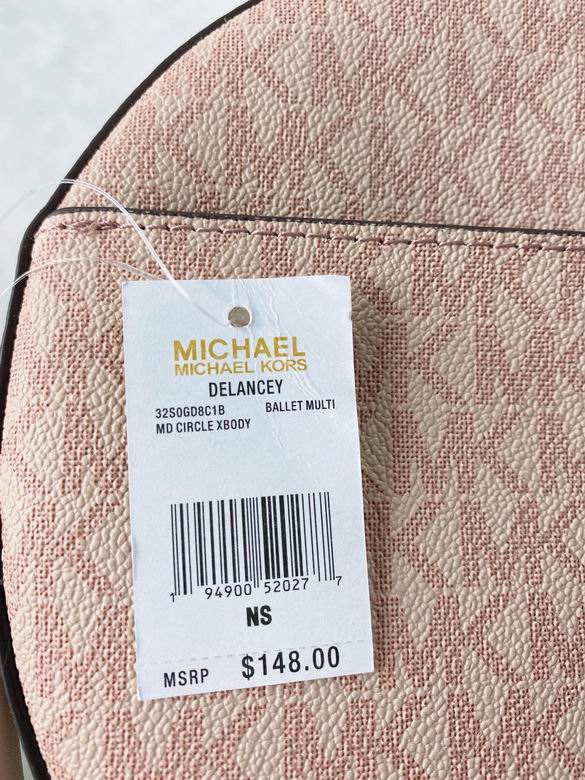 MICHAEL
MICHAEL KORS
DELANCEY
32S0GD8C1B BALLET MULTI
MD CIRCLE XBODY
1 94900 52027 7
NS
MSRP $148.00